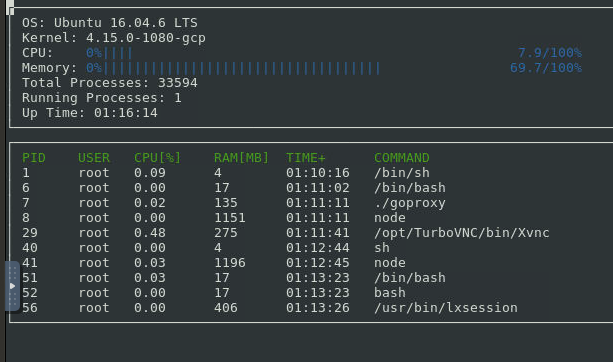 OS: Ubuntu 16.04.6 LTS
Kernel: 4.15.0-1080-gcp
CPU: 0%|||| 7.9/100%
Memory: 0%||||||||||||||||||||||||||||||||||| 69.7/100%
Total Processes: 33594
Running Processes: 1
Up Time: 01:16:14
PID USER CPU[%] RAM[MB] TIME+ COMMAND
1 root 0.09 4 01:10:16 /bin/sh
6 root 0.00 17 01:11:02 /bin/bash
7 root 0.02 135 01:11:11 ./goproxy
8 root 0.00 1151 01:11:11 node
29 root 0.48 275 01:11:41 /opt/TurboVNC/bin/Xvnc
40 root 0.00 4 01:12:44 sh
41 root 0.03 1196 01:12:45 node
51 root 0.03 17 01:13:23 /bin/bash
52 root 0.00 17 01:13:23 bash
56 root 0.00 406 01:13:26 /usr/bin/lxsession